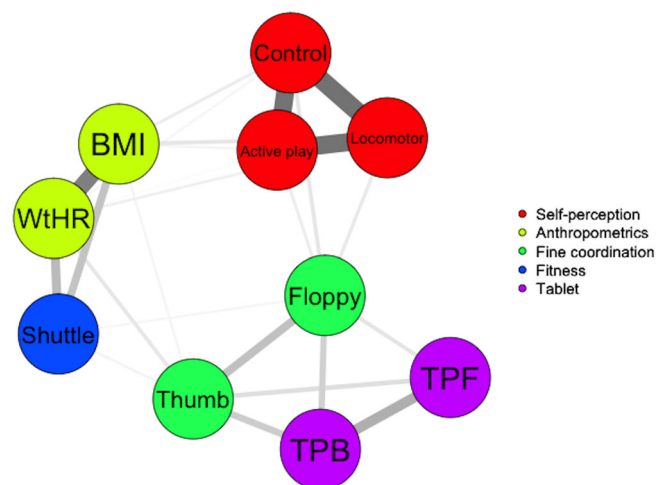 Control
Locomotor
Active play
BMI
WtHR
Shuttle
Floppy
Thumb
TPF
TPB
Self-perception
Anthropometrics
Fine coordination
Fitness
Tablet